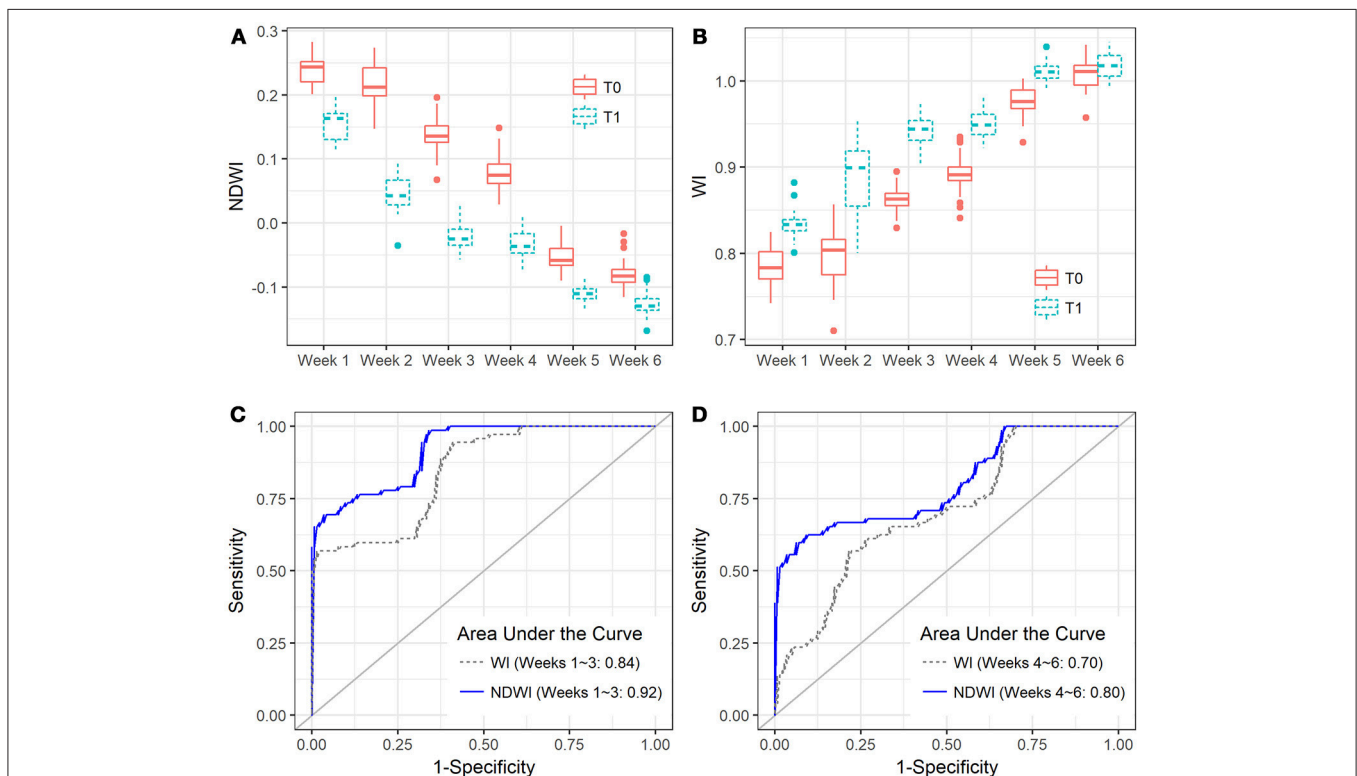 A
NDWI
0.3
0.2
0.1
0.0
-0.1
T0
T1
Week 1 Week 2 Week 3 Week 4 Week 5 Week 6
B
WI
1.0
0.9
0.8
0.7
T0
T1
Week 1 Week 2 Week 3 Week 4 Week 5 Week 6
C
Sensitivity
1.00
0.75
0.50
0.25
0.00
Area Under the Curve
WI (Weeks 1~3: 0.84)
NDWI (Weeks 1~3: 0.92)
0.00 0.25 0.50 0.75 1.00
1-Specificity
D
Sensitivity
1.00
0.75
0.50
0.25
0.00
Area Under the Curve
WI (Weeks 4~6: 0.70)
NDWI (Weeks 4~6: 0.80)
0.00 0.25 0.50 0.75 1.00
1-Specificity